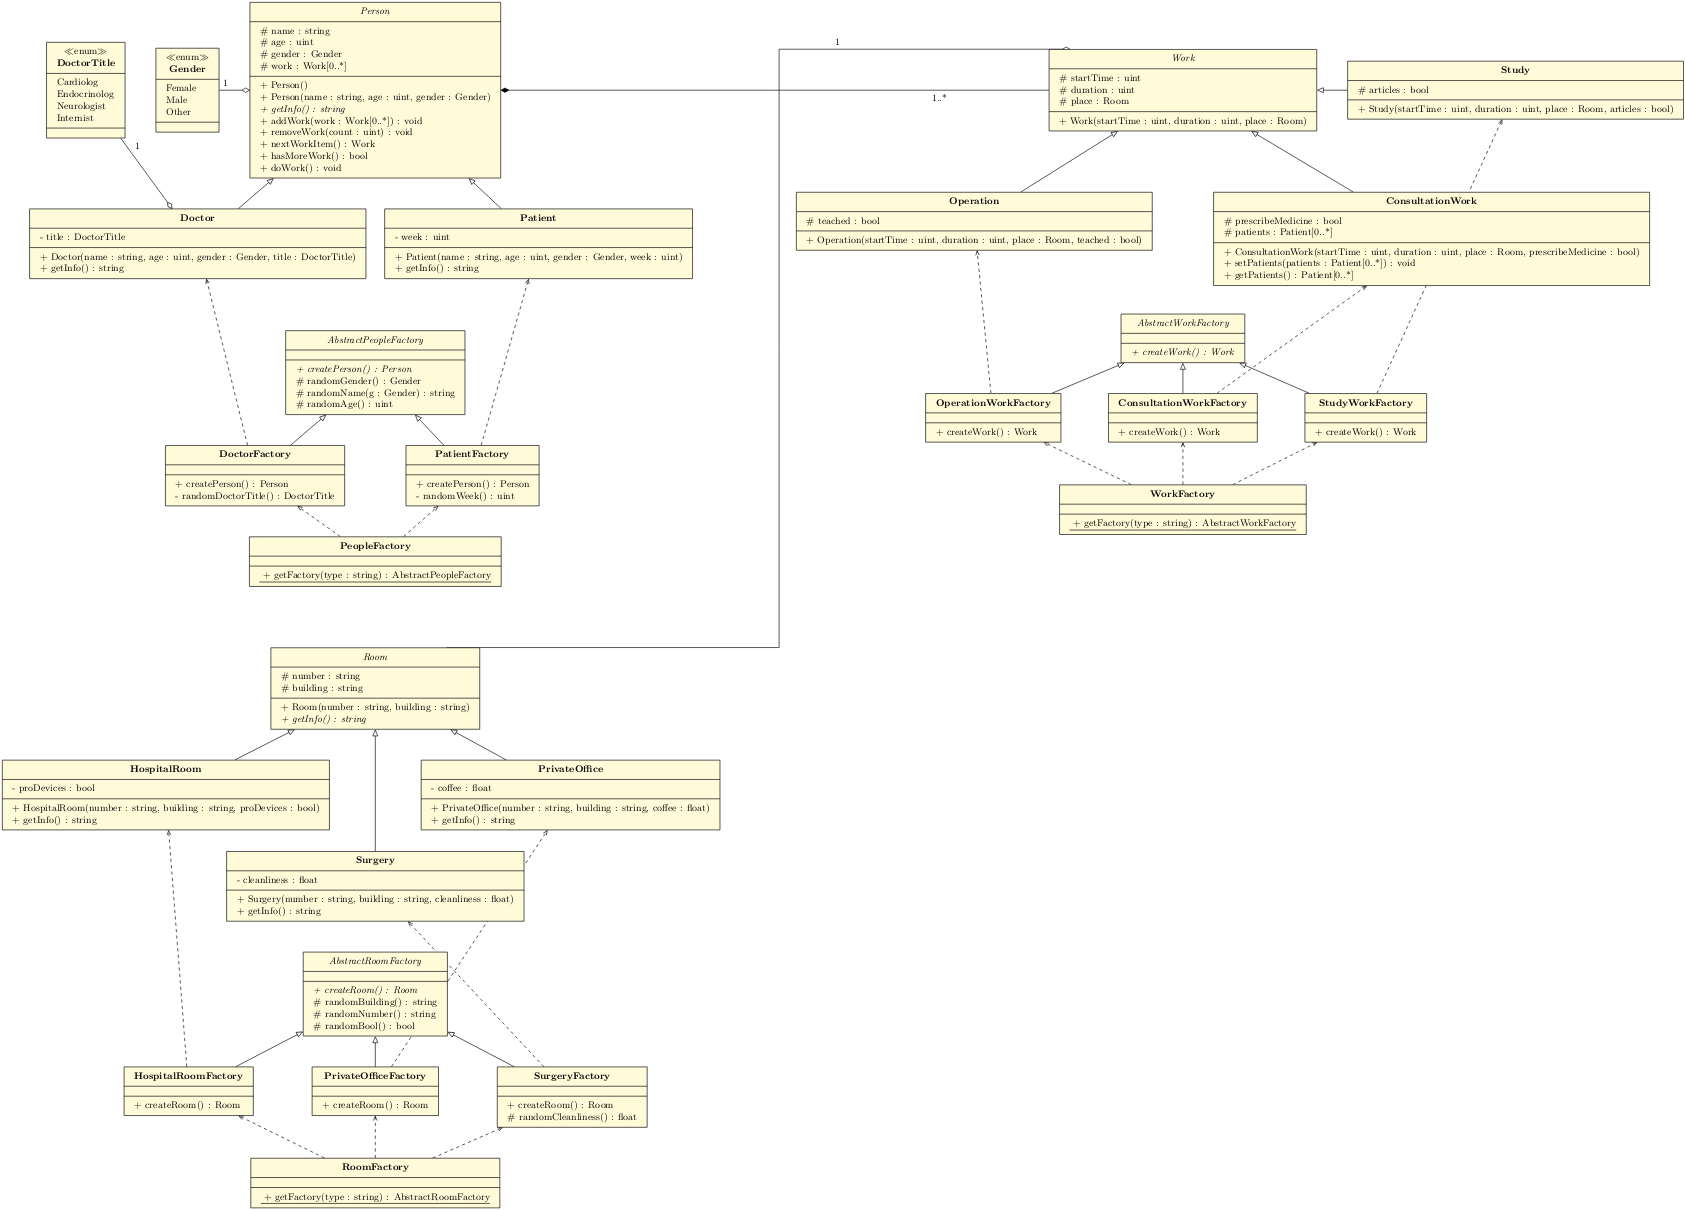 Person
# name : string
# age : uint
# gender : Gender
# work : Work[0..*]
+ Person()
+ Person(name : string, age : uint, gender : Gender)
+ getInfo() : string
+ addWork(work : Work[0..*]) : void
+ removeWork(count : uint) : void
+ nextWorkItem() : Work
+ hasMoreWork() : bool
+ doWork() : void
≪enum≫
DoctorTitle
Cardiolog
Endocrinolog
Neurologist
Internist
≪enum≫
Gender
Female
Male
Other
1
1
1
1..*
Work
# startTime : uint
# duration : uint
# place : Room
+ Work(startTime : uint, duration : uint, place : Room)
Study
# articles : bool
+ Study(startTime : uint, duration : uint, place : Room, articles : bool)
Doctor
- title : DoctorTitle
+ Doctor(name : string, age : uint, gender : Gender, title : DoctorTitle)
+ getInfo() : string
Patient
- week : uint
+ Patient(name : string, age : uint, gender : Gender, week : uint)
+ getInfo() : string
Operation
# teached : bool
+ Operation(startTime : uint, duration : uint, place : Room, teached : bool)
ConsultationWork
# prescribeMedicine : bool
# patients : Patient[0..*]
+ ConsultationWork(startTime : uint, duration : uint, place : Room, prescribeMedicine : bool)
+ setPatients(patients : Patient[0..*]) : void
+ getPatients() : Patient[0..*]
AbstractPeopleFactory
+ createPerson() : Person
# randomGender() : Gender
# randomName(g : Gender) : string
# randomAge() : uint
AbstractWorkFactory
+ createWork() : Work
DoctorFactory
+ createPerson() : Person
- randomDoctorTitle() : DoctorTitle
PatientFactory
+ createPerson() : Person
- randomWeek() : uint
OperationWorkFactory
+ createWork() : Work
ConsultationWorkFactory
+ createWork() : Work
StudyWorkFactory
+ createWork() : Work
PeopleFactory
+ getFactory(type : string) : AbstractPeopleFactory
WorkFactory
+ getFactory(type : string) : AbstractWorkFactory
Room
# number : string
# building : string
+ Room(number : string, building : string)
+ getInfo() : string
HospitalRoom
- proDevices : bool
+ HospitalRoom(number : string, building : string, proDevices : bool)
+ getInfo() : string
PrivateOffice
- coffee : float
+ PrivateOffice(number : string, building : string, coffee : float)
+ getInfo() : string
Surgery
- cleanliness : float
+ Surgery(number : string, building : string, cleanliness : float)
+ getInfo() : string
AbstractRoomFactory
+ createRoom() : Room
# randomBuilding() : string
# randomNumber() : string
# randomBool() : bool
HospitalRoomFactory
+ createRoom() : Room
PrivateOfficeFactory
+ createRoom() : Room
SurgeryFactory
+ createRoom() : Room
# randomCleanliness() : float
RoomFactory
+ getFactory(type : string) : AbstractRoomFactory